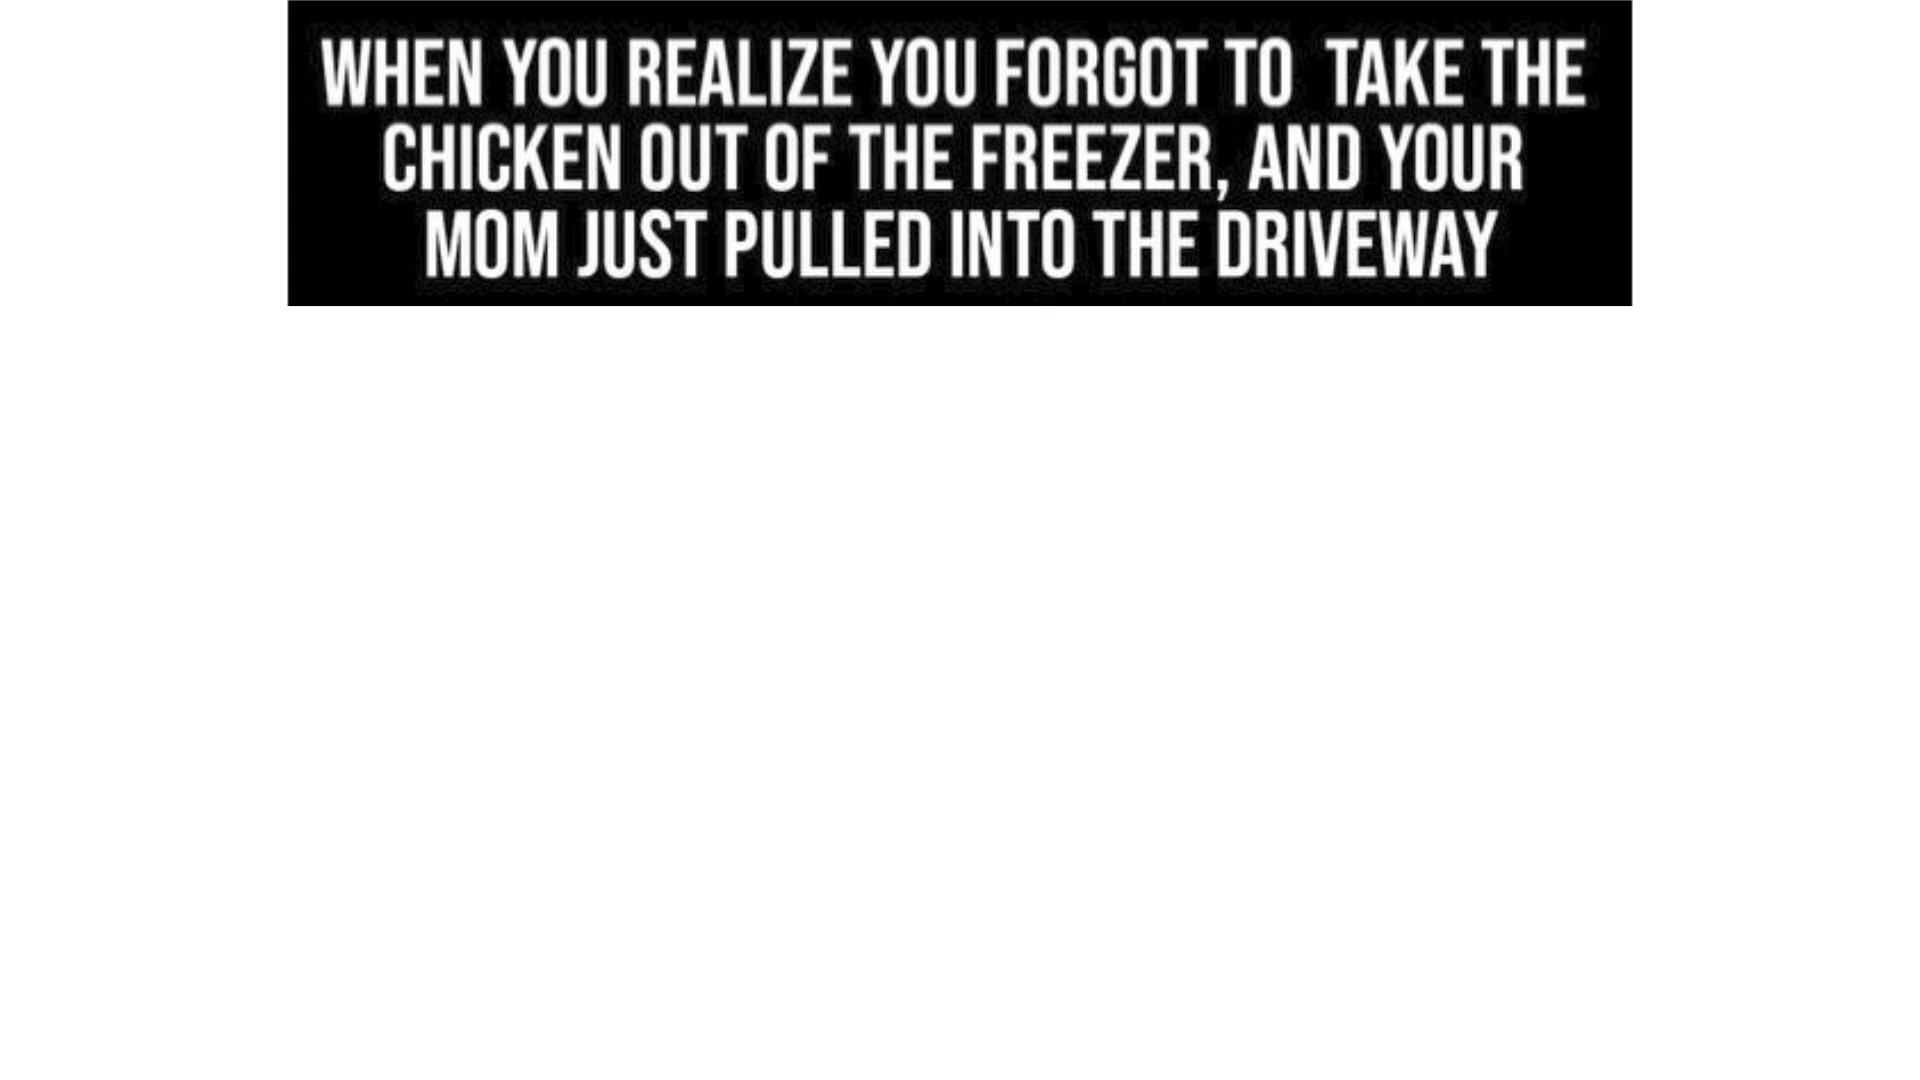 WHEN YOU REALIZE YOU FORGOT TO TAKE THE
CHICKEN OUT OF THE FREEZER, AND YOUR
MOM JUST PULLED INTO THE DRIVEWAY